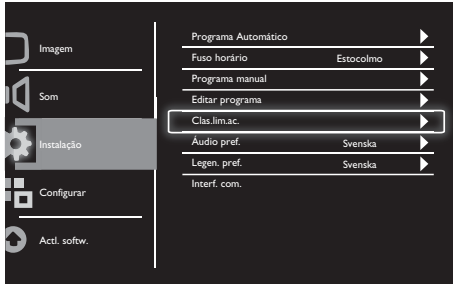 Imagem
Som
Instalação
Configurar
Actl. softw.
Programa Automático
Fuso horário Estocolmo
Programa manual
Editar programa
Clas.lim.ac.
Áudio pref. Svenska
Legen. pref. Svenska
Interf. com.